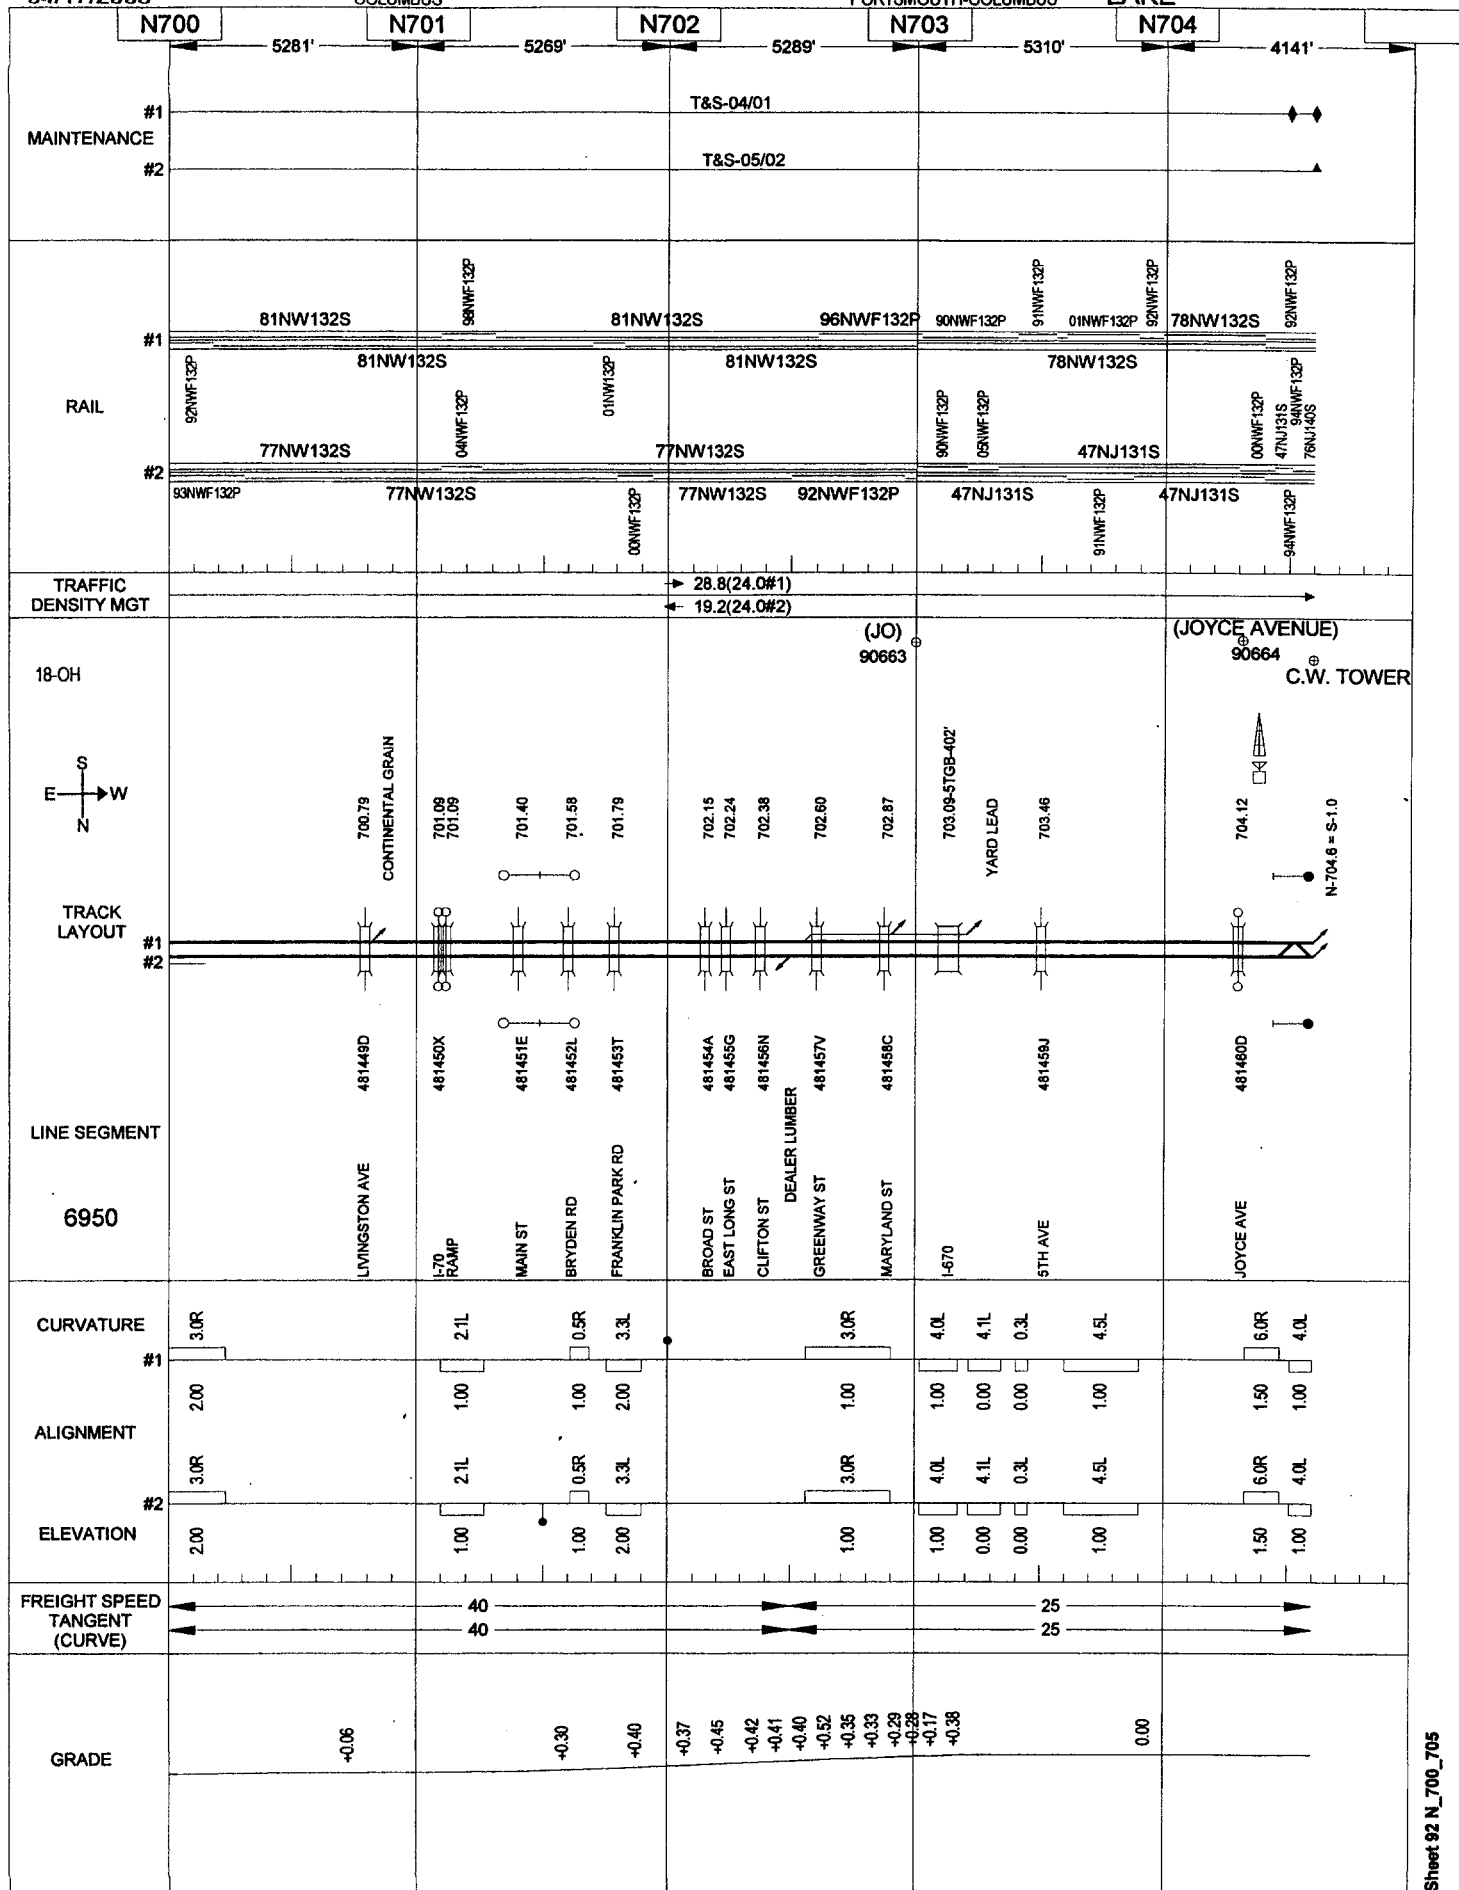 COLUMBUS
PORTSMOUTH-COLUMBUS
LAKE
N700
N701
N702
N703
N704
5281'
5269'
5289'
5310'
4141'
MAINTENANCE
#1
T&S-04/01
#2
T&S-05/02
RAIL
#1
81NW132S
98NWF132P
81NW132S
96NWF132P
90NWF132P
91NWF132P
01NWF132P
92NWF132P
78NW132S
92NWF132P
92NWF132P
81NW132S
01NW132P
81NW132S
78NW132S
#2
77NW132S
04NWF132P
77NW132S
90NWF132P
05NWF132P
47NJ131S
00NWF132P
47NJ131S
94NWF132P
76NJ140S
93NWF132P
77NW132S
00NWF132P
77NW132S
92NWF132P
47NJ131S
91NWF132P
47NJ131S
94NWF132P
TRAFFIC
DENSITY MGT
28.8(24.0#1)
19.2(24.0#2)
18-OH
(JO)
90663
(JOYCE AVENUE)
90664
C.W. TOWER
S
E W
N
700.79
CONTINENTAL GRAIN
701.09
701.09
701.40
701.58
701.79
702.15
702.24
702.38
702.60
702.87
703.09-5TGB-402'
YARD LEAD
703.46
704.12
N-704.6 = S-1.0
TRACK
LAYOUT
#1
#2
481449D
481450X
481451E
481452L
481453T
481454A
481455G
481456N
DEALER LUMBER
481457V
481458C
481459J
481460D
LINE SEGMENT
6950
LIVINGSTON AVE
I-70
RAMP
MAIN ST
BRYDEN RD
FRANKLIN PARK RD
BROAD ST
EAST LONG ST
CLIFTON ST
GREENWAY ST
MARYLAND ST
I-670
5TH AVE
JOYCE AVE
CURVATURE
#1
3.0R
2.1L
0.5R
3.3L
3.0R
4.0L
4.1L
0.3L
4.5L
6.0R
4.0L
2.00
1.00
1.00
2.00
1.00
1.00
0.00
0.00
1.00
1.50
1.00
ALIGNMENT
#2
3.0R
2.1L
0.5R
3.3L
3.0R
4.0L
4.1L
0.3L
4.5L
6.0R
4.0L
ELEVATION
2.00
1.00
1.00
2.00
1.00
1.00
0.00
0.00
1.00
1.50
1.00
FREIGHT SPEED
TANGENT
(CURVE)
40
25
40
25
GRADE
+0.06
+0.30
+0.40
+0.37
+0.45
+0.42
+0.41
+0.40
+0.52
+0.35
+0.33
+0.29
+0.28
+0.17
+0.38
0.00
Sheet 92 N_700_705